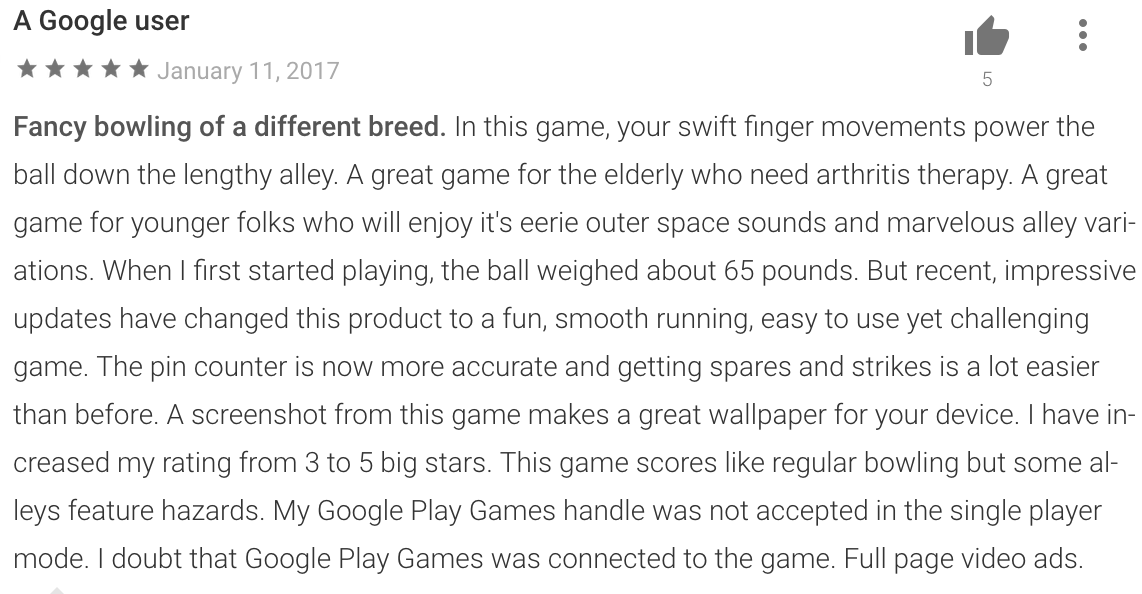 A Google user
January 11, 2017
5
Fancy bowling of a different breed. In this game, your swift finger movements power the
ball down the lengthy alley. A great game for the elderly who need arthritis therapy. A great
game for younger folks who will enjoy it's eerie outer space sounds and marvelous alley vari-
ations. When I first started playing, the ball weighed about 65 pounds. But recent, impressive
updates have changed this product to a fun, smooth running, easy to use yet challenging
game. The pin counter is now more accurate and getting spares and strikes is a lot easier
than before. A screenshot from this game makes a great wallpaper for your device. I have in-
creased my rating from 3 to 5 big stars. This game scores like regular bowling but some al-
leys feature hazards. My Google Play Games handle was not accepted in the single player
mode. I doubt that Google Play Games was connected to the game. Full page video ads.